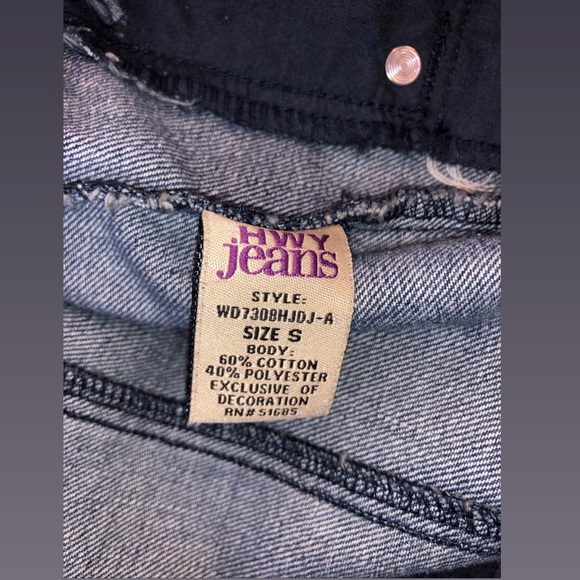 HWY
jeans
STYLE:
WD7308HJDJ-A
SIZE S
BODY:
60% COTTON
40% POLYESTER
EXCLUSIVE OF
DECORATION
RN# 51685